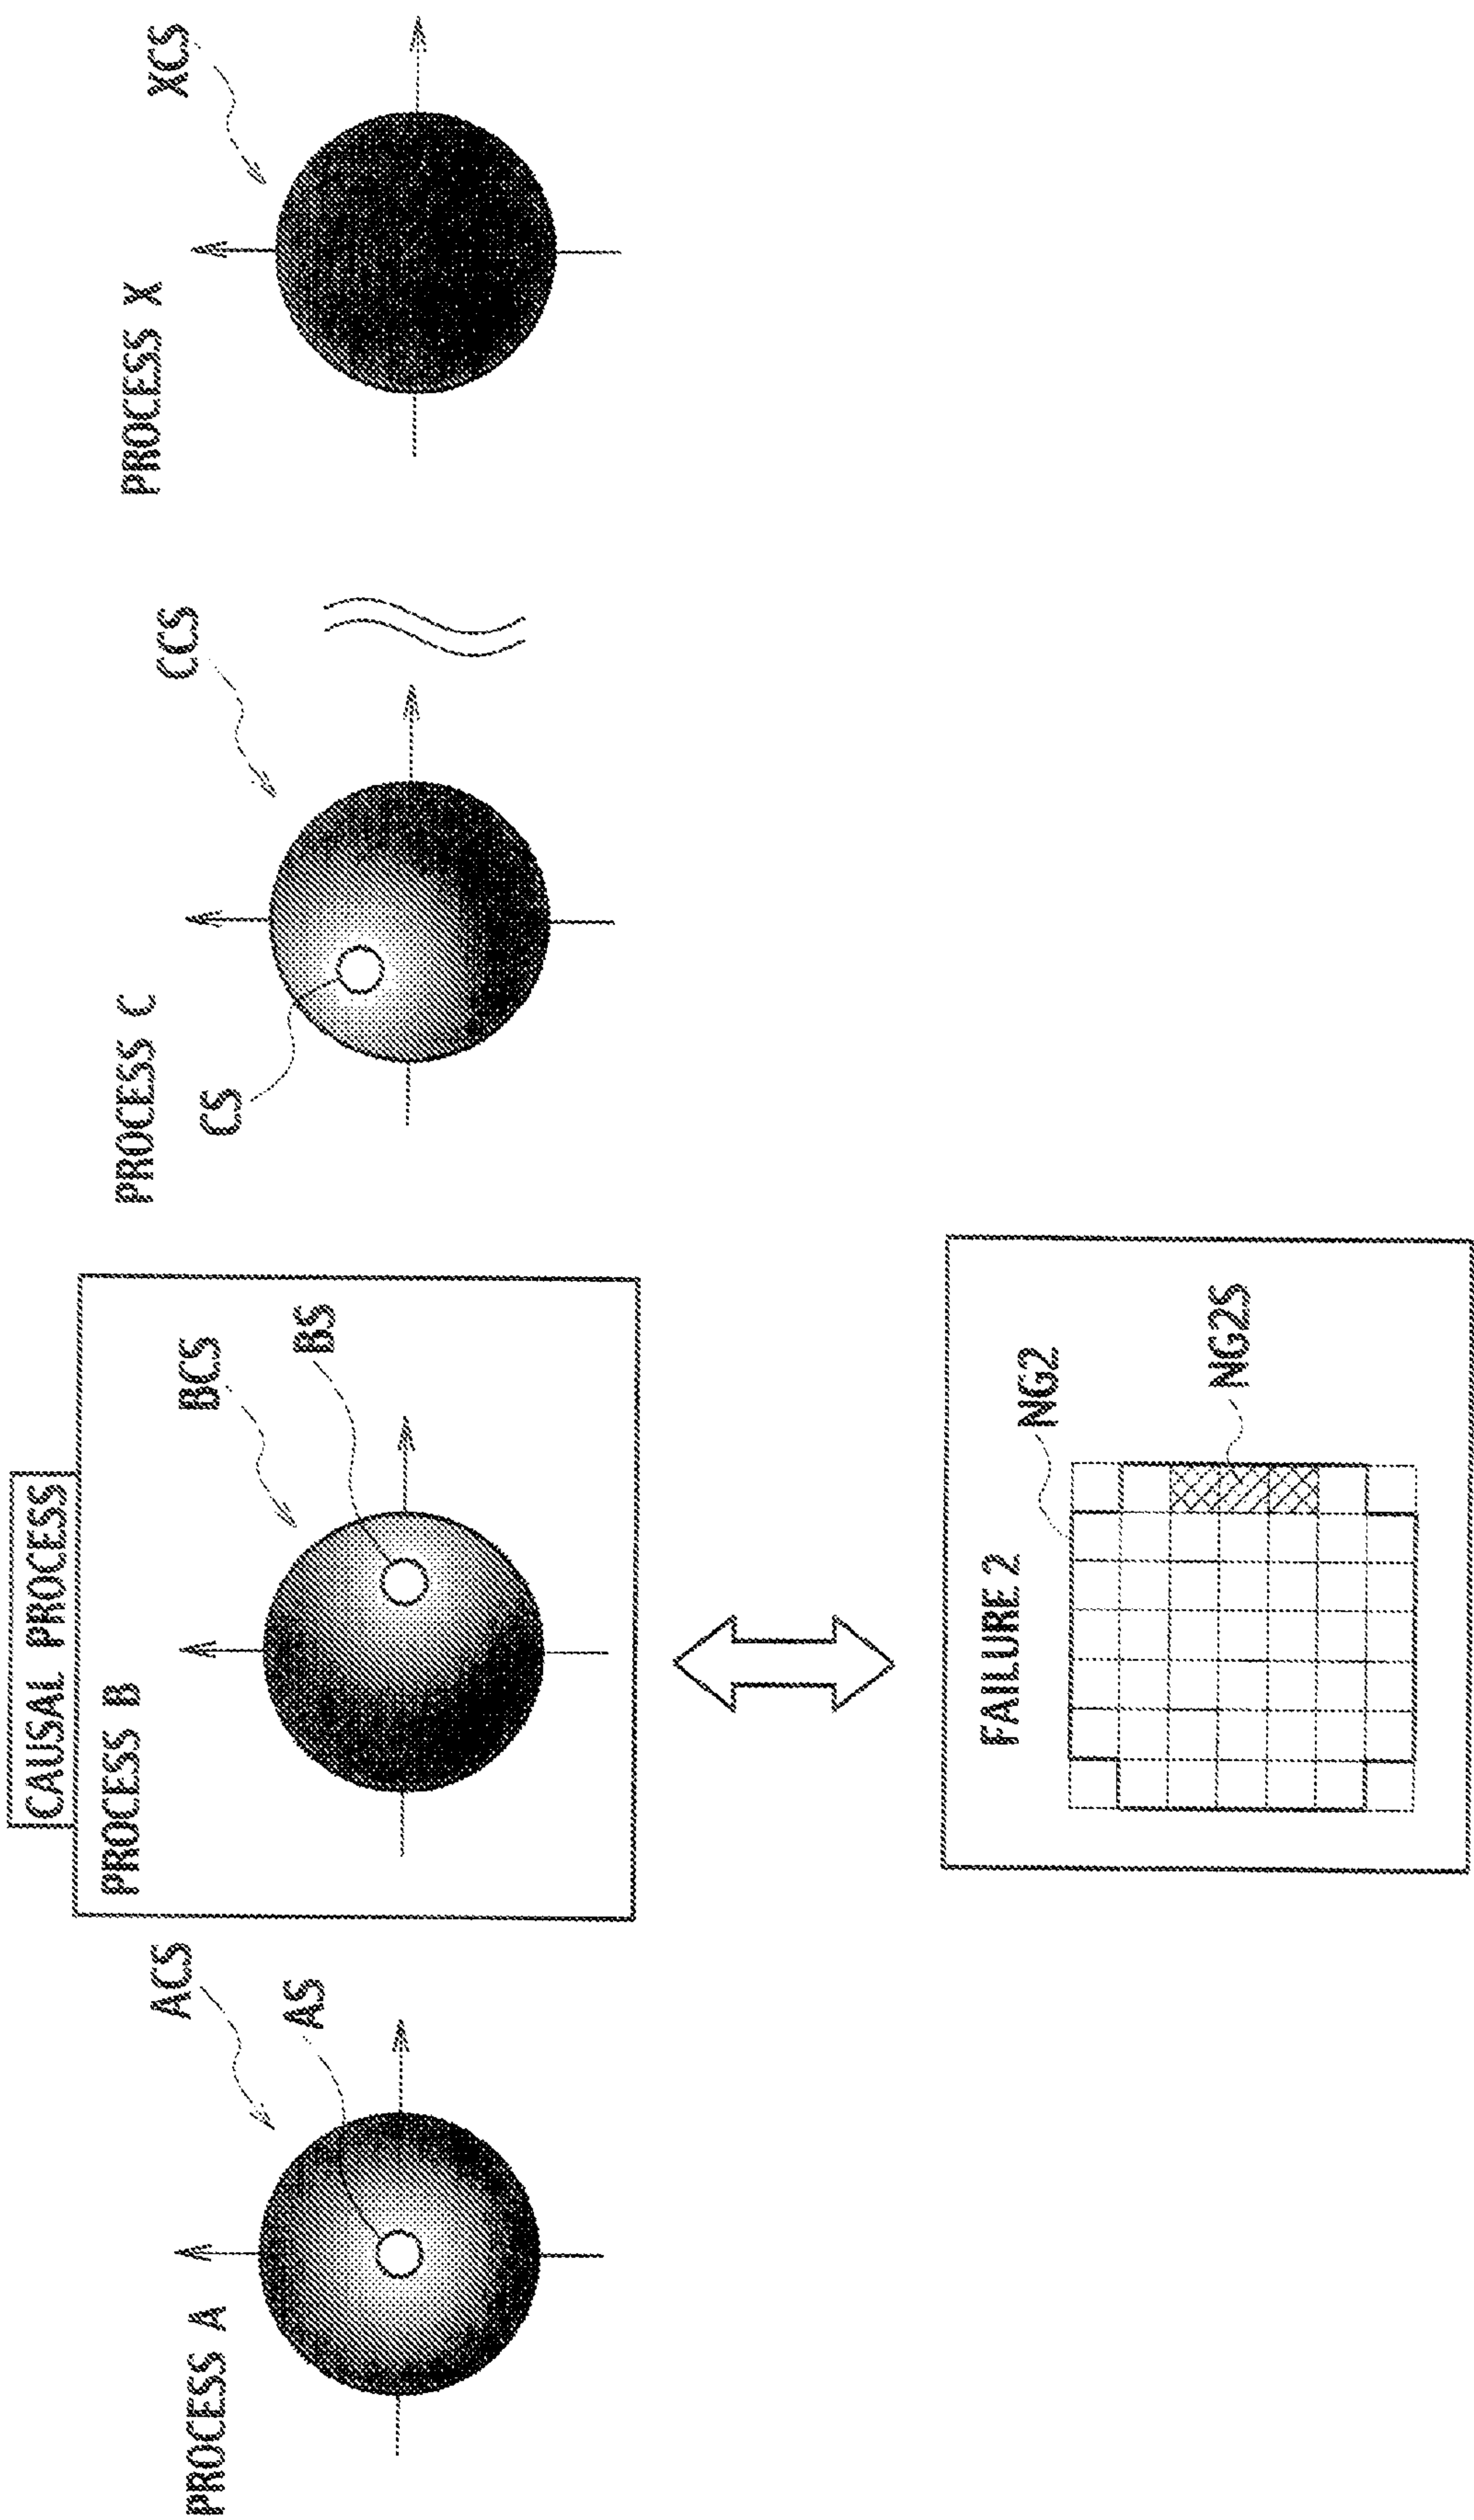 CAUSAL PROCESS
PROCESS A
ACS
AS
PROCESS B
BCS
BS
PROCESS C
CCS
CS
PROCESS X
XCS
FAILURE 2
NG2
NG2S